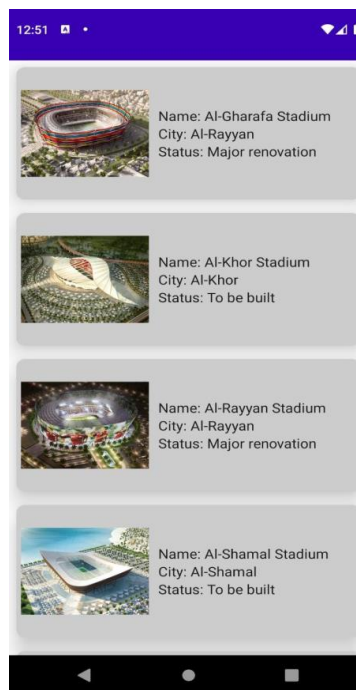 12:51
Name: Al-Gharafa Stadium
City: Al-Rayyan
Status: Major renovation
Name: Al-Khor Stadium
City: Al-Khor
Status: To be built
Name: Al-Rayyan Stadium
City: Al-Rayyan
Status: Major renovation
Name: Al-Shamal Stadium
City: Al-Shamal
Status: To be built